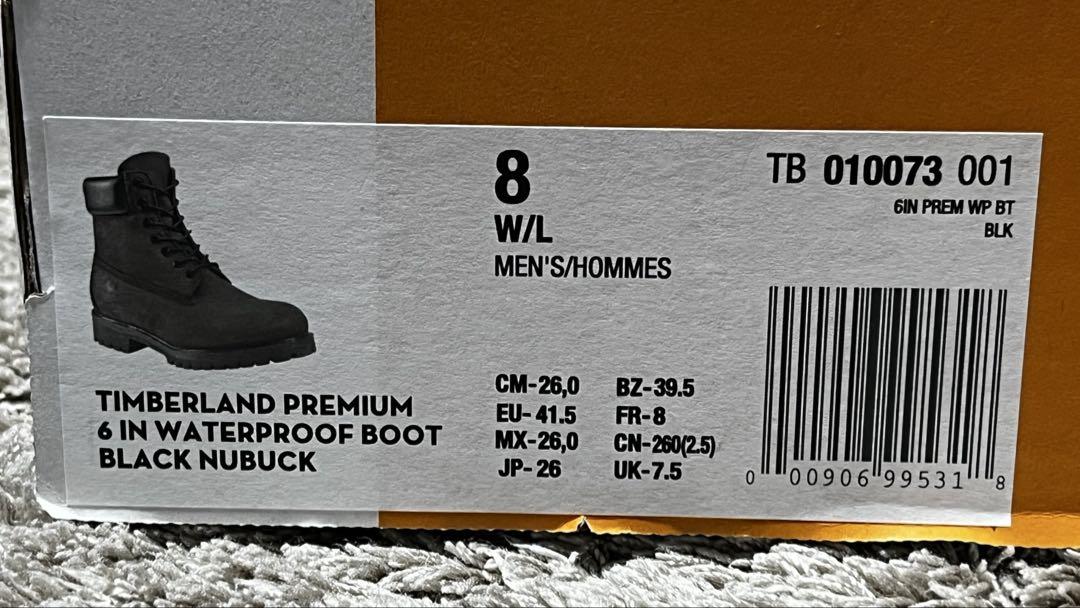 8
W/L
MEN'S/HOMMES
TB 010073 001
6IN PREM WP BT
BLK
TIMBERLAND PREMIUM
6 IN WATERPROOF BOOT
BLACK NUBUCK
CM-26,0 BZ-39.5
EU-41.5 FR-8
MX-26,0 CN-260(2.5)
JP-26 UK-7.5
0 00906 99531 8